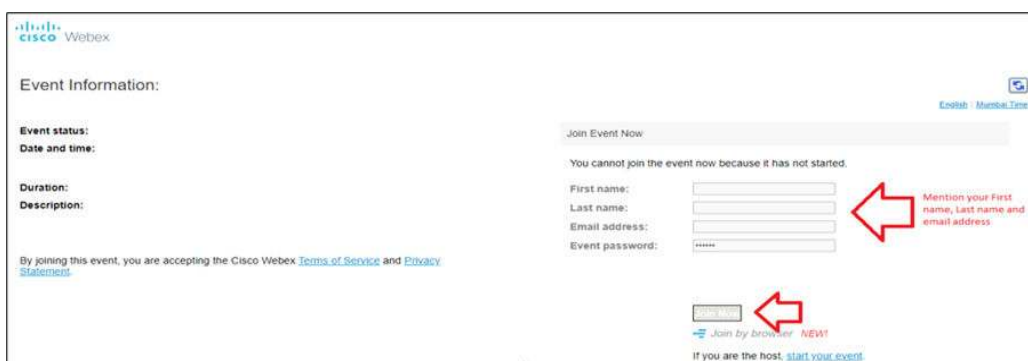 cisco Webex
Event Information:
English | Mumbai Time
Event status:
Date and time:
Duration:
Description:
By joining this event, you are accepting the Cisco Webex Terms of Service and Privacy
Statement.
Join Event Now
You cannot join the event now because it has not started.
First name:
Last name:
Email address:
Event password:
Mention your First
name, Last name and
email address
Join Now
Join by browser NEW!
If you are the host, start your event.